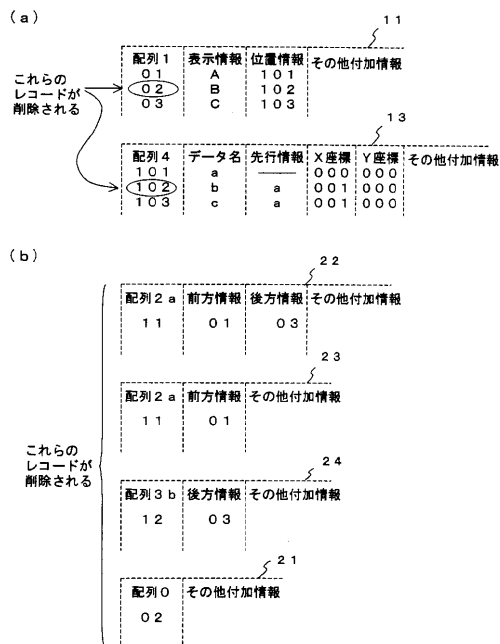 (a)
11
配列1 表示情報 位置情報 その他付加情報
01 A 101
02 B 102
03 C 103
これらの
レコードが
削除される
13
配列4 データ名 先行情報 X座標 Y座標 その他付加情報
101 a ―― 000 000
102 b a 001 000
103 c a 001 000
(b)
22
配列2a 前方情報 後方情報 その他付加情報
11 01 03
23
配列2a 前方情報 その他付加情報
11 01
これらの
レコードが
削除される
24
配列3b 後方情報 その他付加情報
12 03
21
配列0 その他付加情報
02